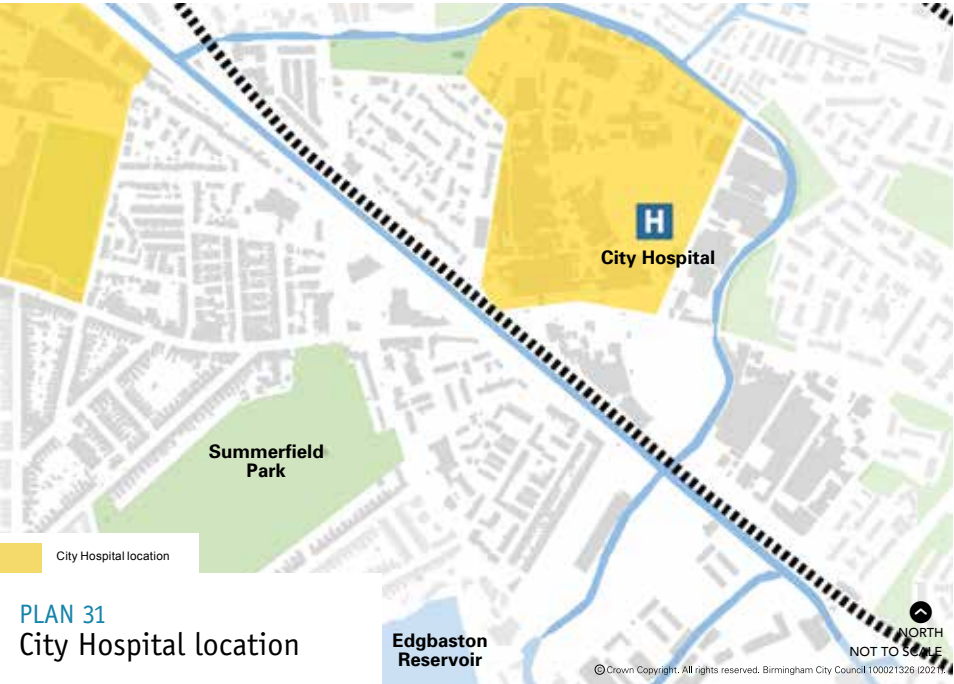 H
City Hospital
Summerfield
Park
City Hospital location
PLAN 31
City Hospital location
Edgbaston
Reservoir
NORTH
NOT TO SCALE
© Crown Copyright. All rights reserved. Birmingham City Council 100021326 (2021).